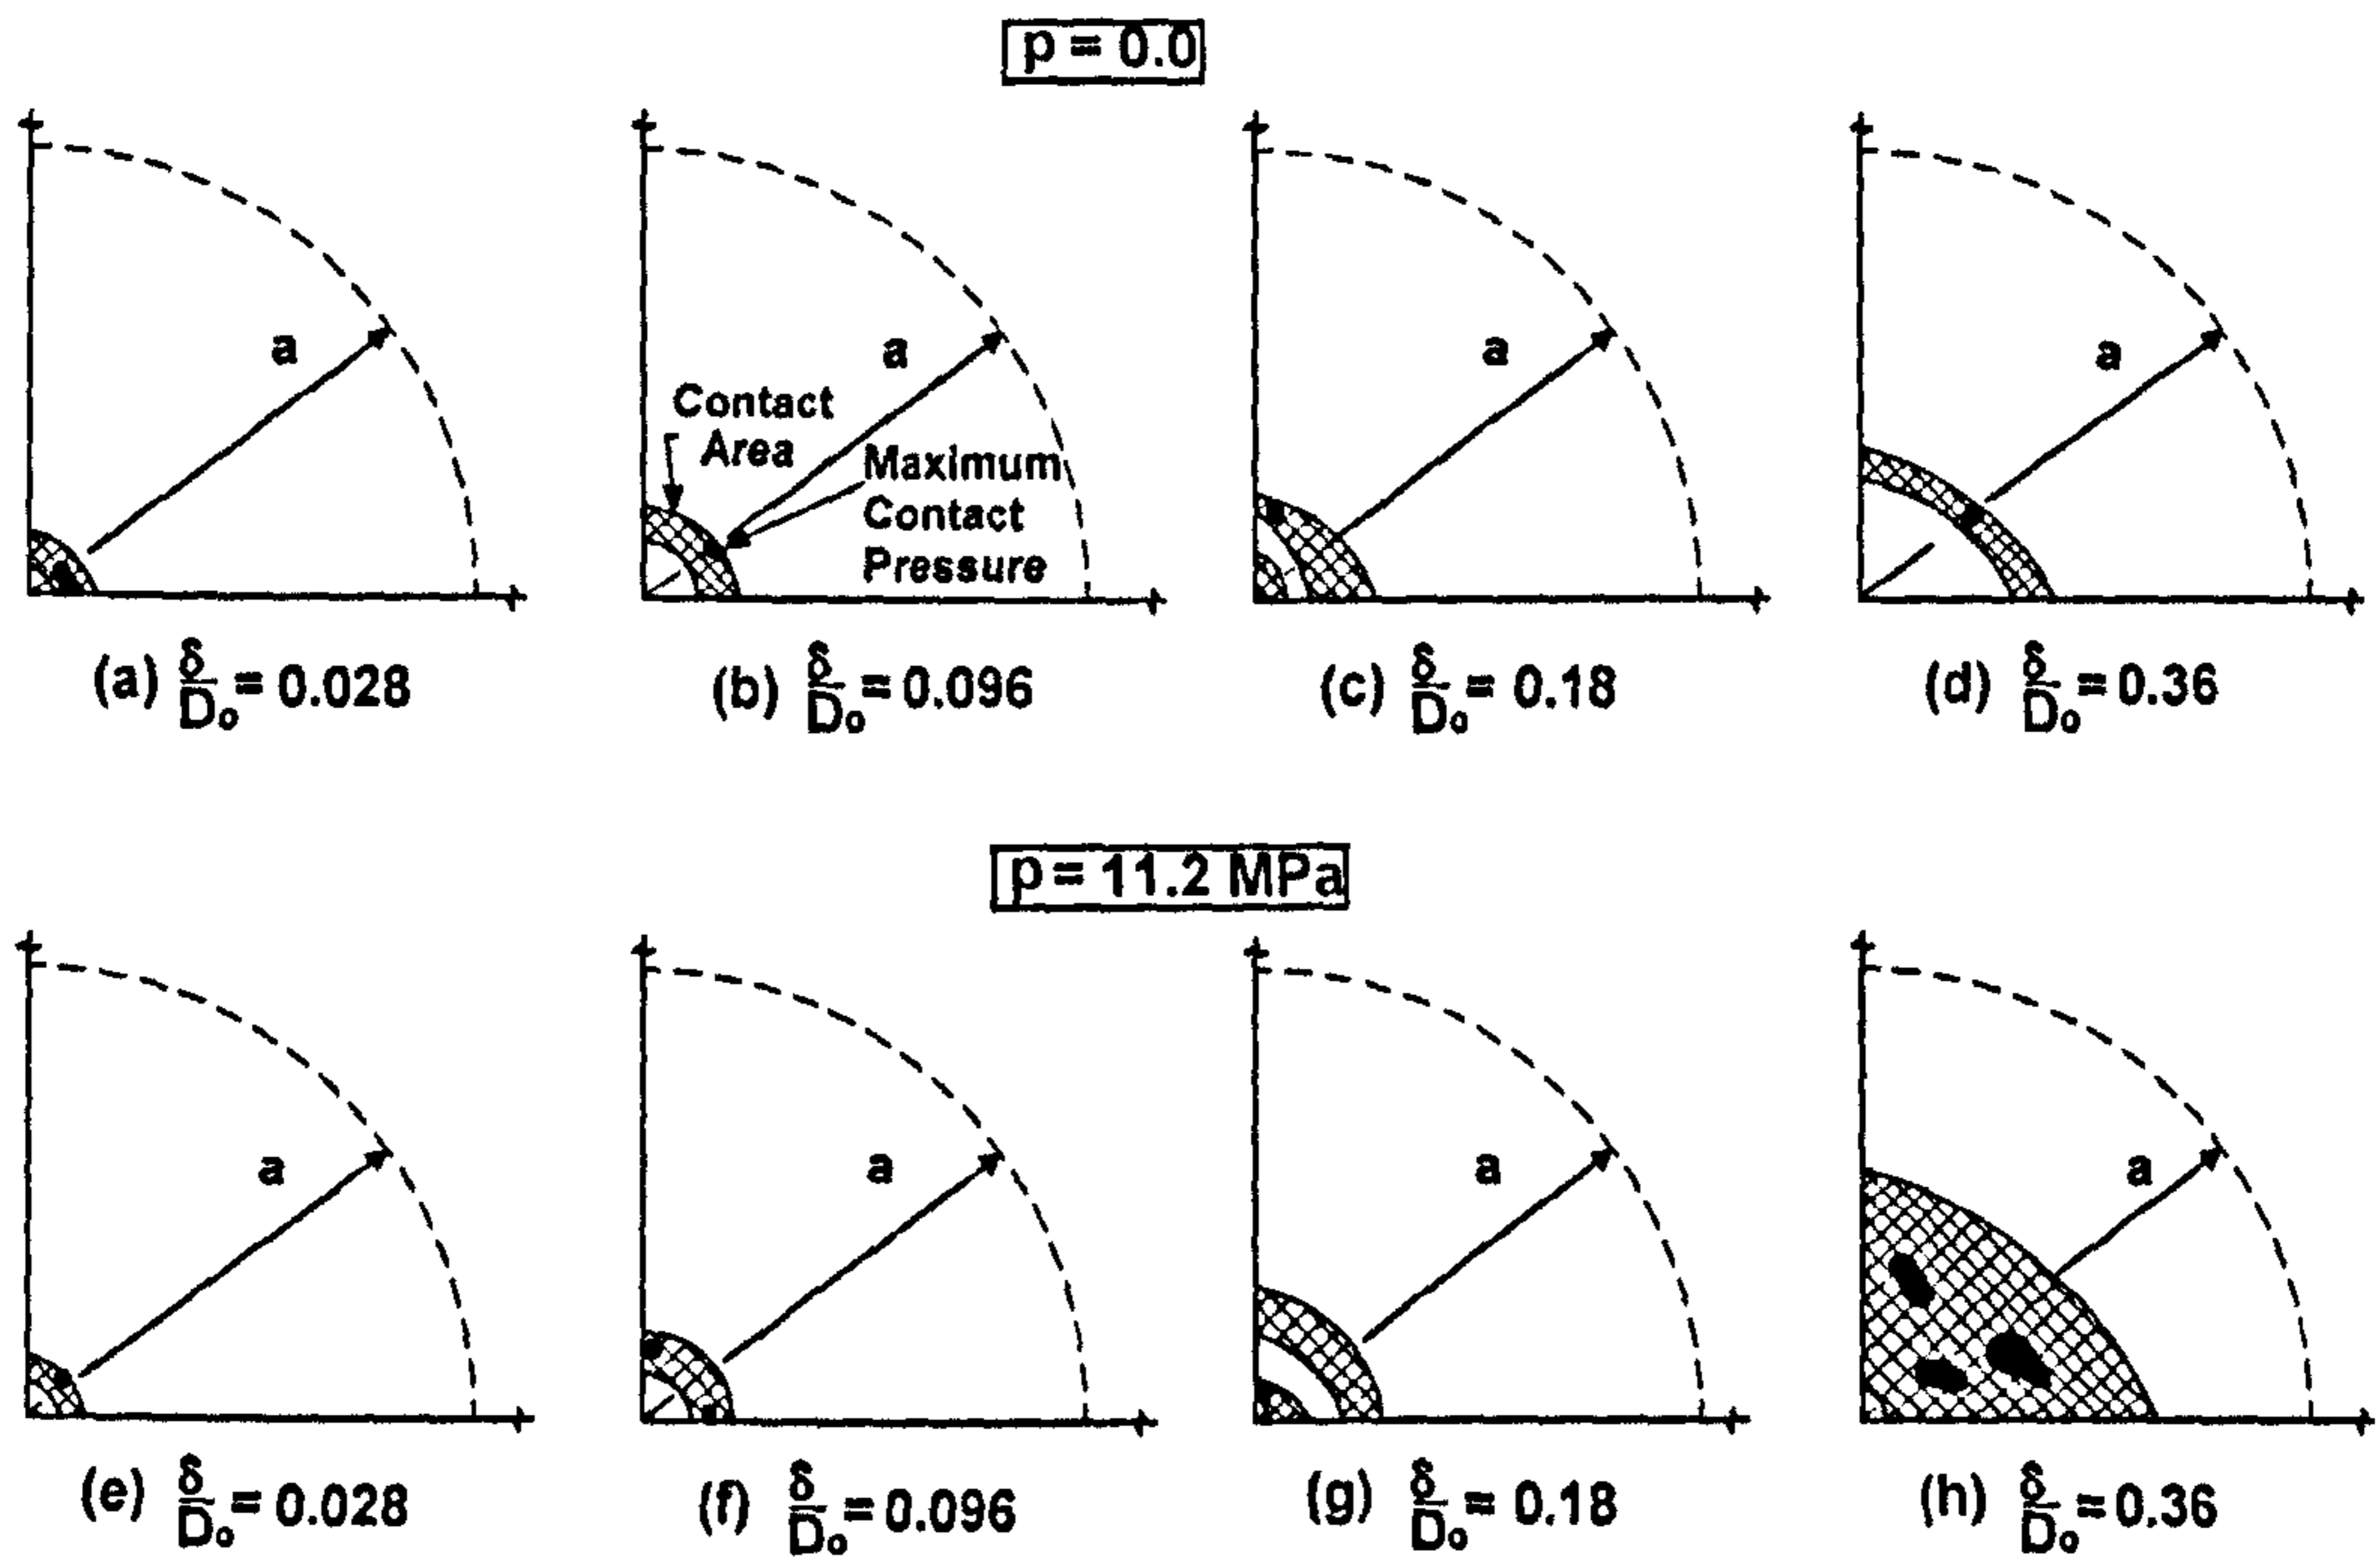 p = 0.0
a
a
a
a
Contact
Area
Maximum
Contact
Pressure
(a) δ/D₀ = 0.028
(b) δ/D₀ = 0.096
(c) δ/D₀ = 0.18
(d) δ/D₀ = 0.36
p = 11.2 MPa
a
a
a
a
(e) δ/D₀ = 0.028
(f) δ/D₀ = 0.096
(g) δ/D₀ = 0.18
(h) δ/D₀ = 0.36